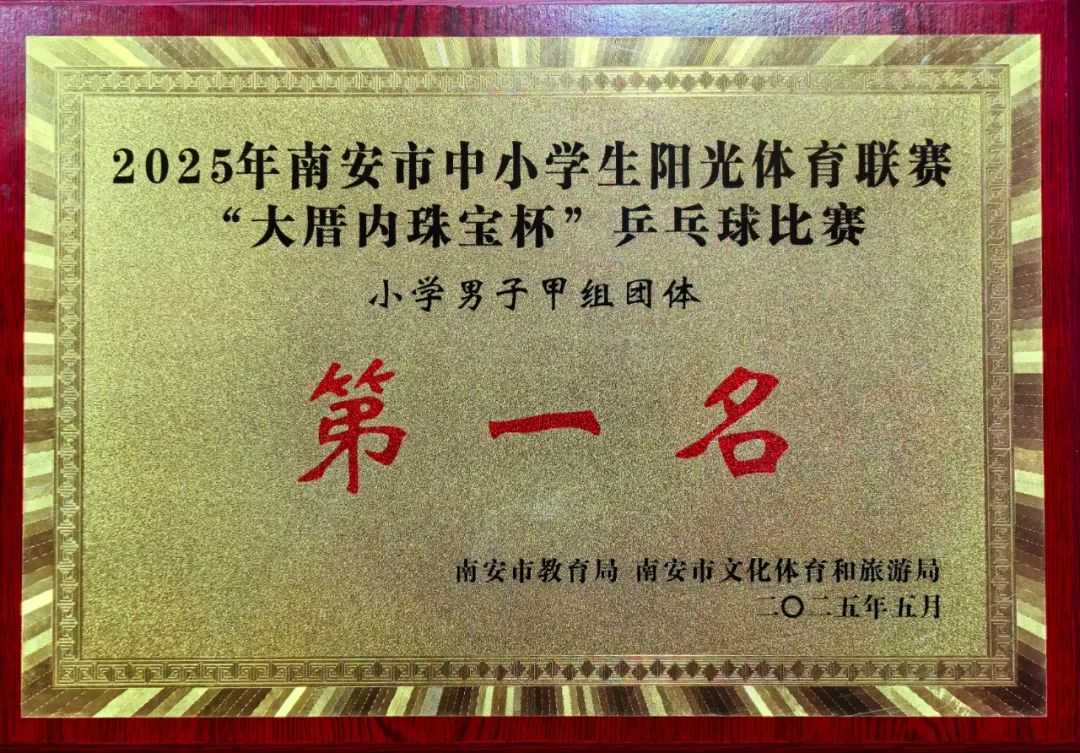 2025年南安市中小学生阳光体育联赛
“大厝内珠宝杯”乒乓球比赛
小学男子甲组团体
第一名
南安市教育局 南安市文化体育和旅游局
二〇二五年五月